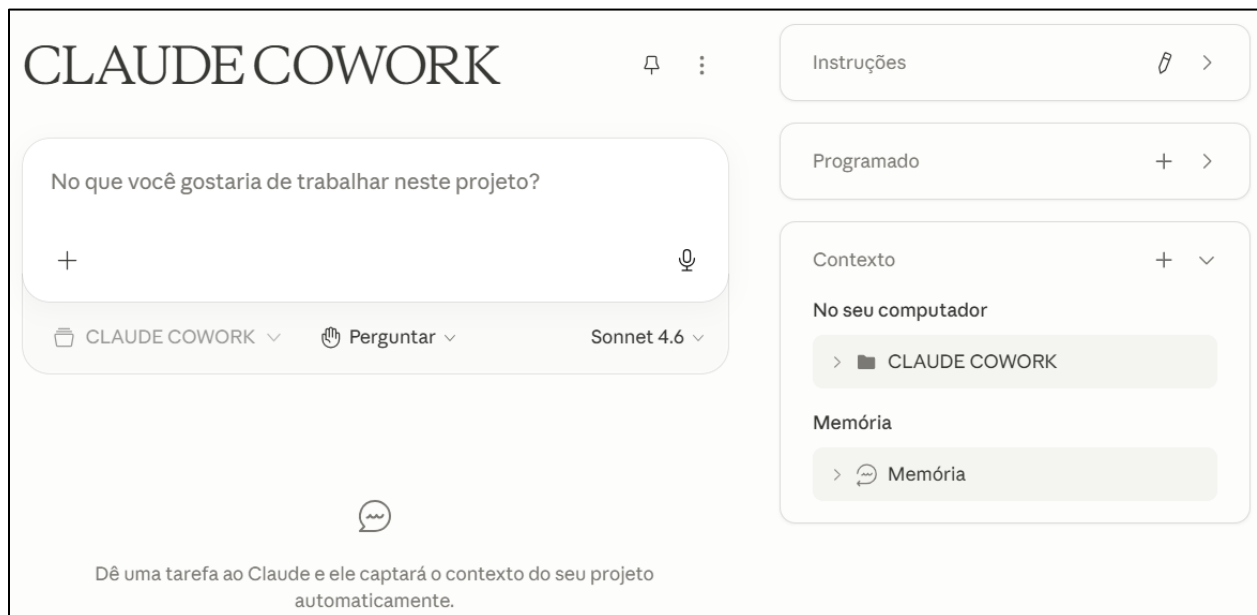 CLAUDE COWORK
No que você gostaria de trabalhar neste projeto?
CLAUDE COWORK
Perguntar
Sonnet 4.6
Dê uma tarefa ao Claude e ele captará o contexto do seu projeto
automaticamente.
Instruções
Programado
Contexto
No seu computador
CLAUDE COWORK
Memória
Memória